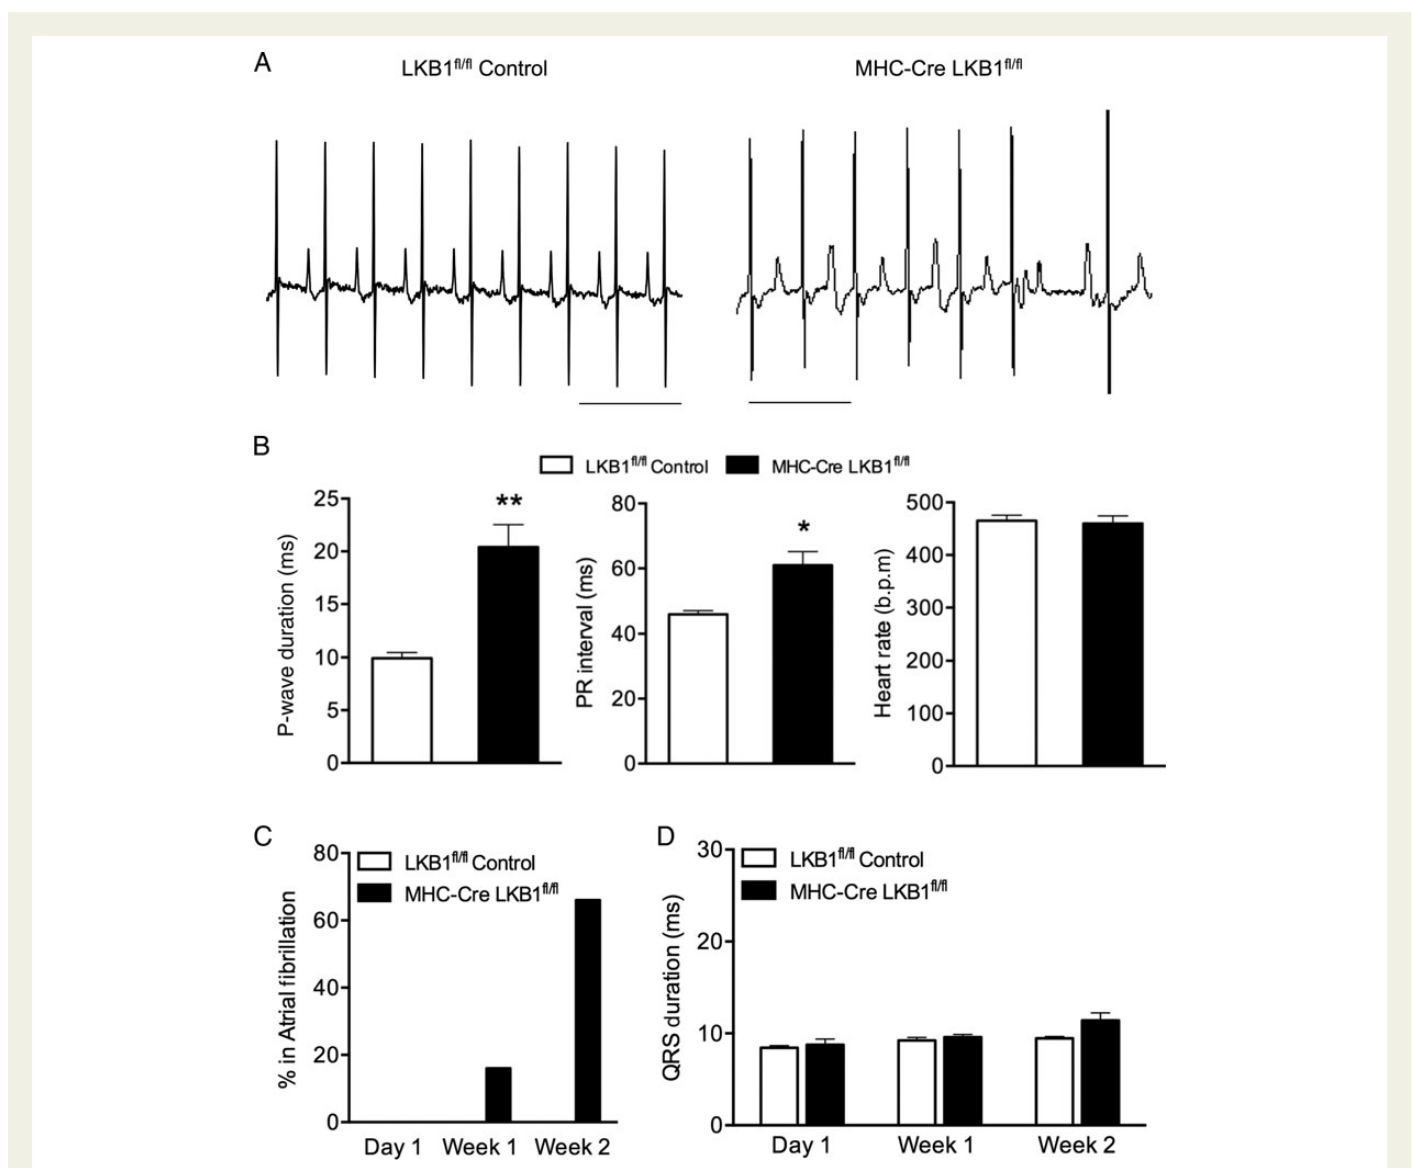 A
LKB1fl/fl Control
MHC-Cre LKB1fl/fl
B
LKB1fl/fl Control
MHC-Cre LKB1fl/fl
P-wave duration (ms)
25
20
15
10
5
0
**
PR interval (ms)
80
60
40
20
0
*
Heart rate (b.p.m)
500
400
300
200
100
0
C
LKB1fl/fl Control
MHC-Cre LKB1fl/fl
% in Atrial fibrillation
80
60
40
20
0
Day 1 Week 1 Week 2
D
LKB1fl/fl Control
MHC-Cre LKB1fl/fl
QRS duration (ms)
30
20
10
0
Day 1 Week 1 Week 2